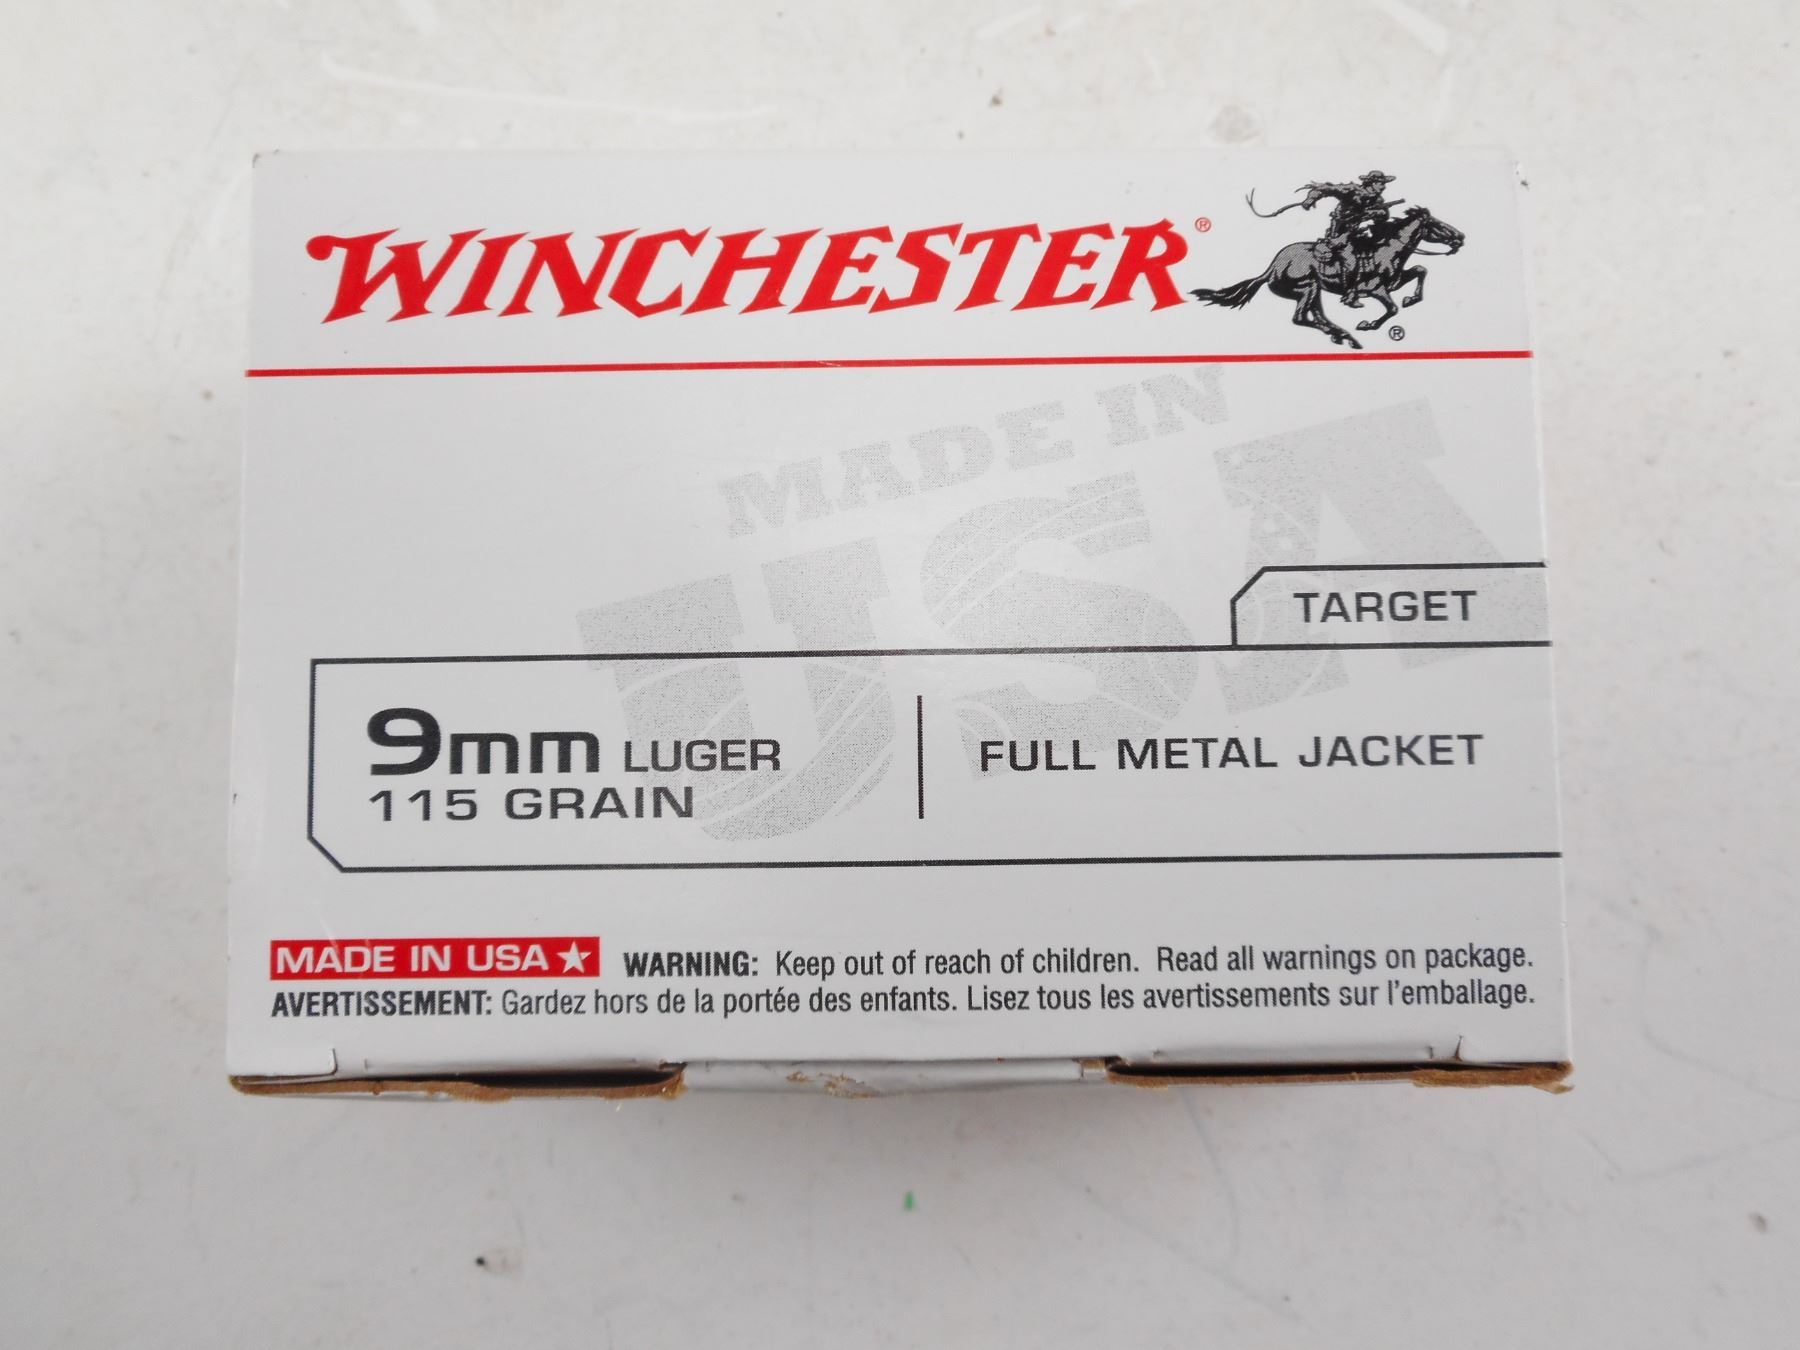 WINCHESTER®
®
MADE IN
USA
TARGET
9mm LUGER
115 GRAIN
FULL METAL JACKET
MADE IN USA★ WARNING: Keep out of reach of children. Read all warnings on package.
AVERTISSEMENT: Gardez hors de la portée des enfants. Lisez tous les avertissements sur l'emballage.